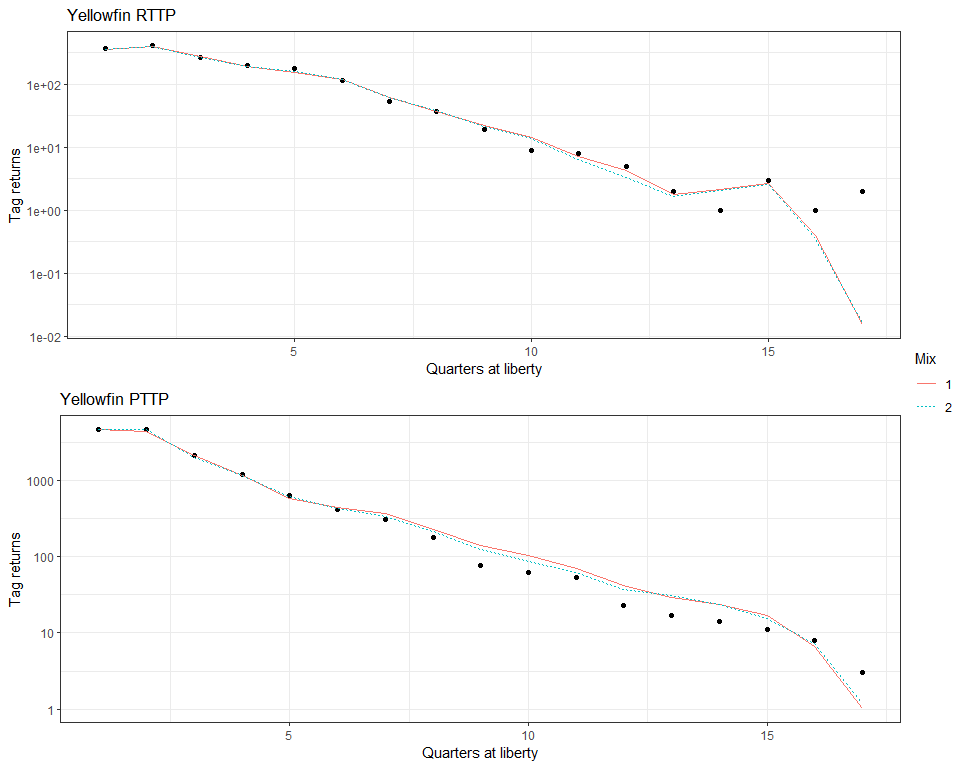 Yellowfin RTTP
Tag returns
1e+02
1e+01
1e+00
1e-01
1e-02
5
10
15
Quarters at liberty
Mix
1
2
Yellowfin PTTP
Tag returns
1000
100
10
1
5
10
15
Quarters at liberty